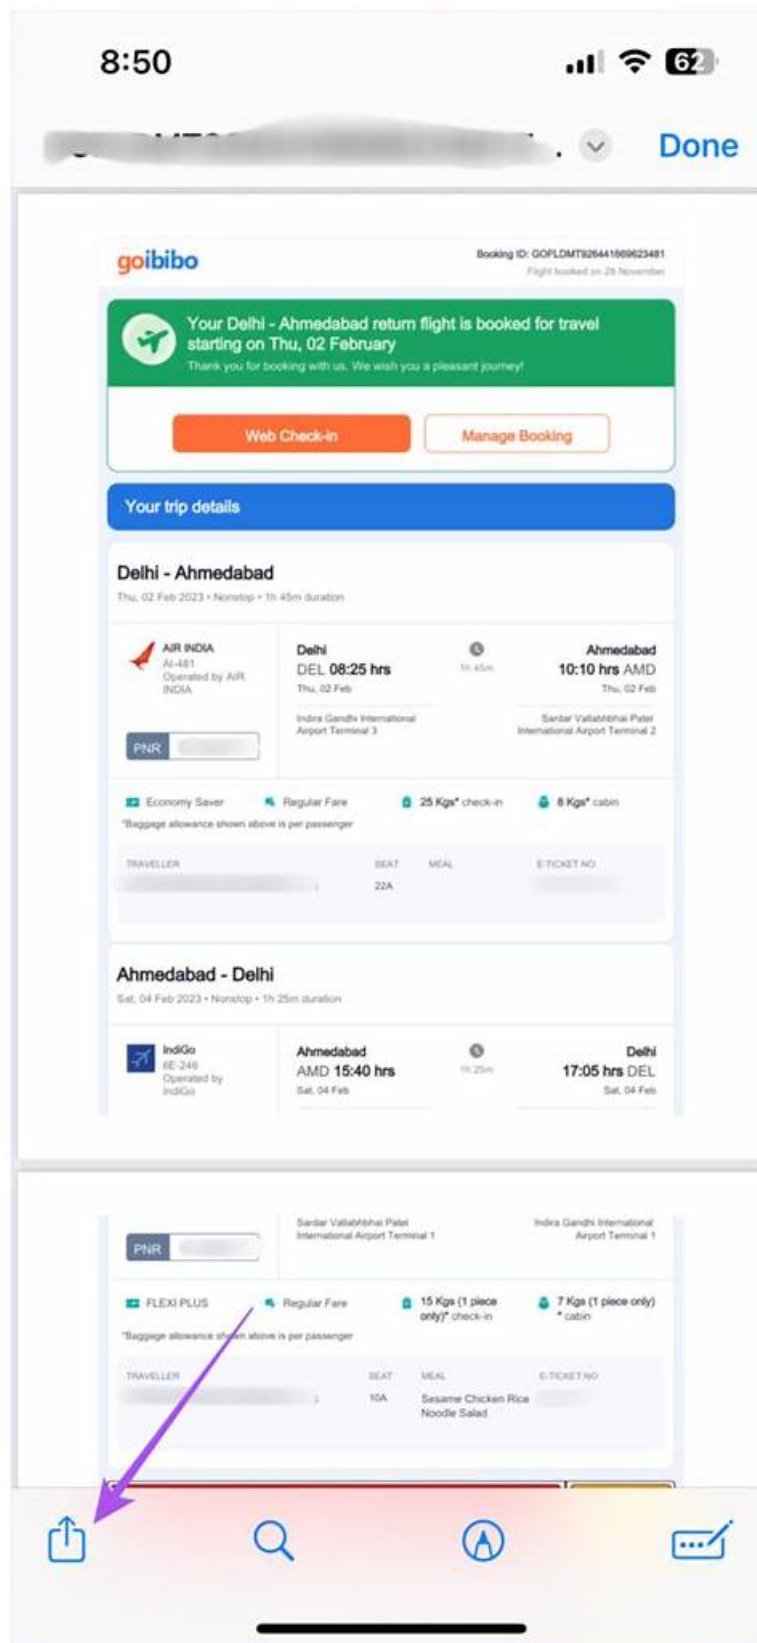 8:50
62
Done
goibibo
Booking ID: GOFLDMT926441669623481
Flight booked on 28 November
Your Delhi - Ahmedabad return flight is booked for travel
starting on Thu, 02 February
Thank you for booking with us. We wish you a pleasant journey!
Web Check-in
Manage Booking
Your trip details
Delhi - Ahmedabad
Thu, 02 Feb 2023 • Nonstop • 1h 45m duration
AIR INDIA
AI-481
Operated by AIR
INDIA
PNR
Delhi
DEL 08:25 hrs
Thu, 02 Feb
Indira Gandhi International
Airport Terminal 3
1h 45m
Ahmedabad
10:10 hrs AMD
Thu, 02 Feb
Sardar Vallabhbhai Patel
International Airport Terminal 2
Economy Saver
Regular Fare
25 Kgs* check-in
8 Kgs* cabin
*Baggage allowance shown above is per passenger
TRAVELLER SEAT MEAL E-TICKET NO
22A
Ahmedabad - Delhi
Sat, 04 Feb 2023 • Nonstop • 1h 25m duration
IndiGo
6E-246
Operated by
IndiGo
Ahmedabad
AMD 15:40 hrs
Sat, 04 Feb
1h 25m
Delhi
17:05 hrs DEL
Sat, 04 Feb
PNR
Sardar Vallabhbhai Patel
International Airport Terminal 1
Indira Gandhi International
Airport Terminal 1
FLEXI PLUS
Regular Fare
15 Kgs (1 piece
only)* check-in
7 Kgs (1 piece only)
* cabin
*Baggage allowance shown above is per passenger
TRAVELLER SEAT MEAL E-TICKET NO
10A
Sesame Chicken Rice
Noodle Salad